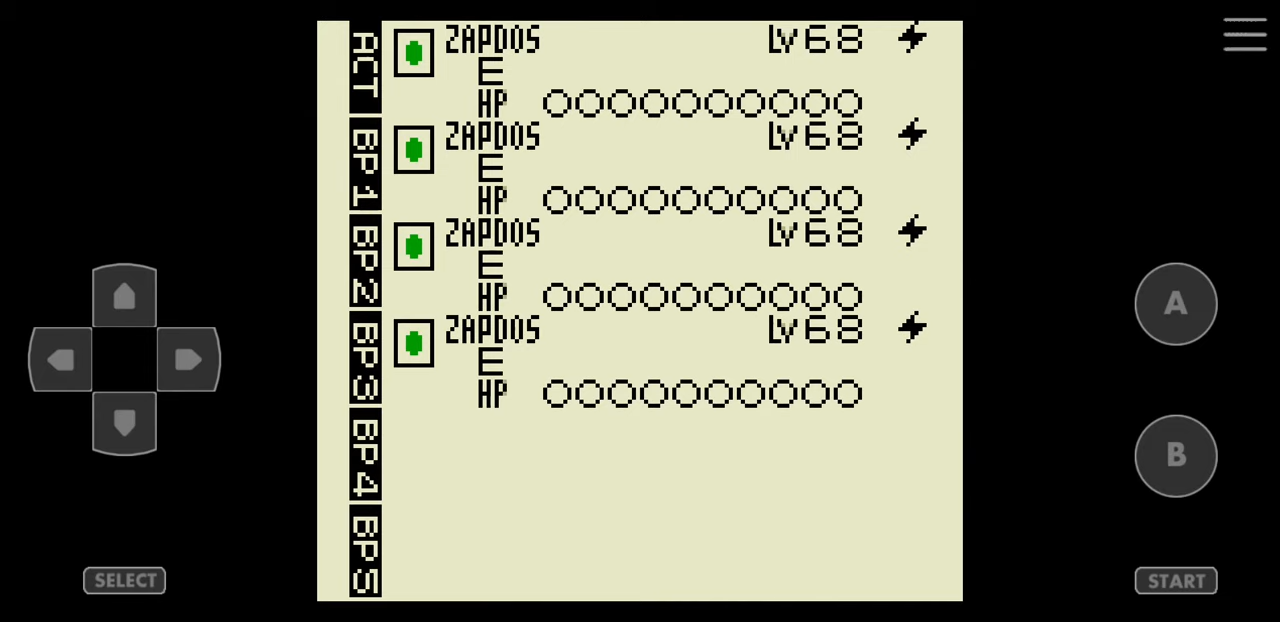 ACT ZAPDOS Lv68
E
HP
BP1 ZAPDOS Lv68
E
HP
BP2 ZAPDOS Lv68
E
HP
BP3 ZAPDOS Lv68
E
HP
BP4
BP5
A
B
SELECT
START